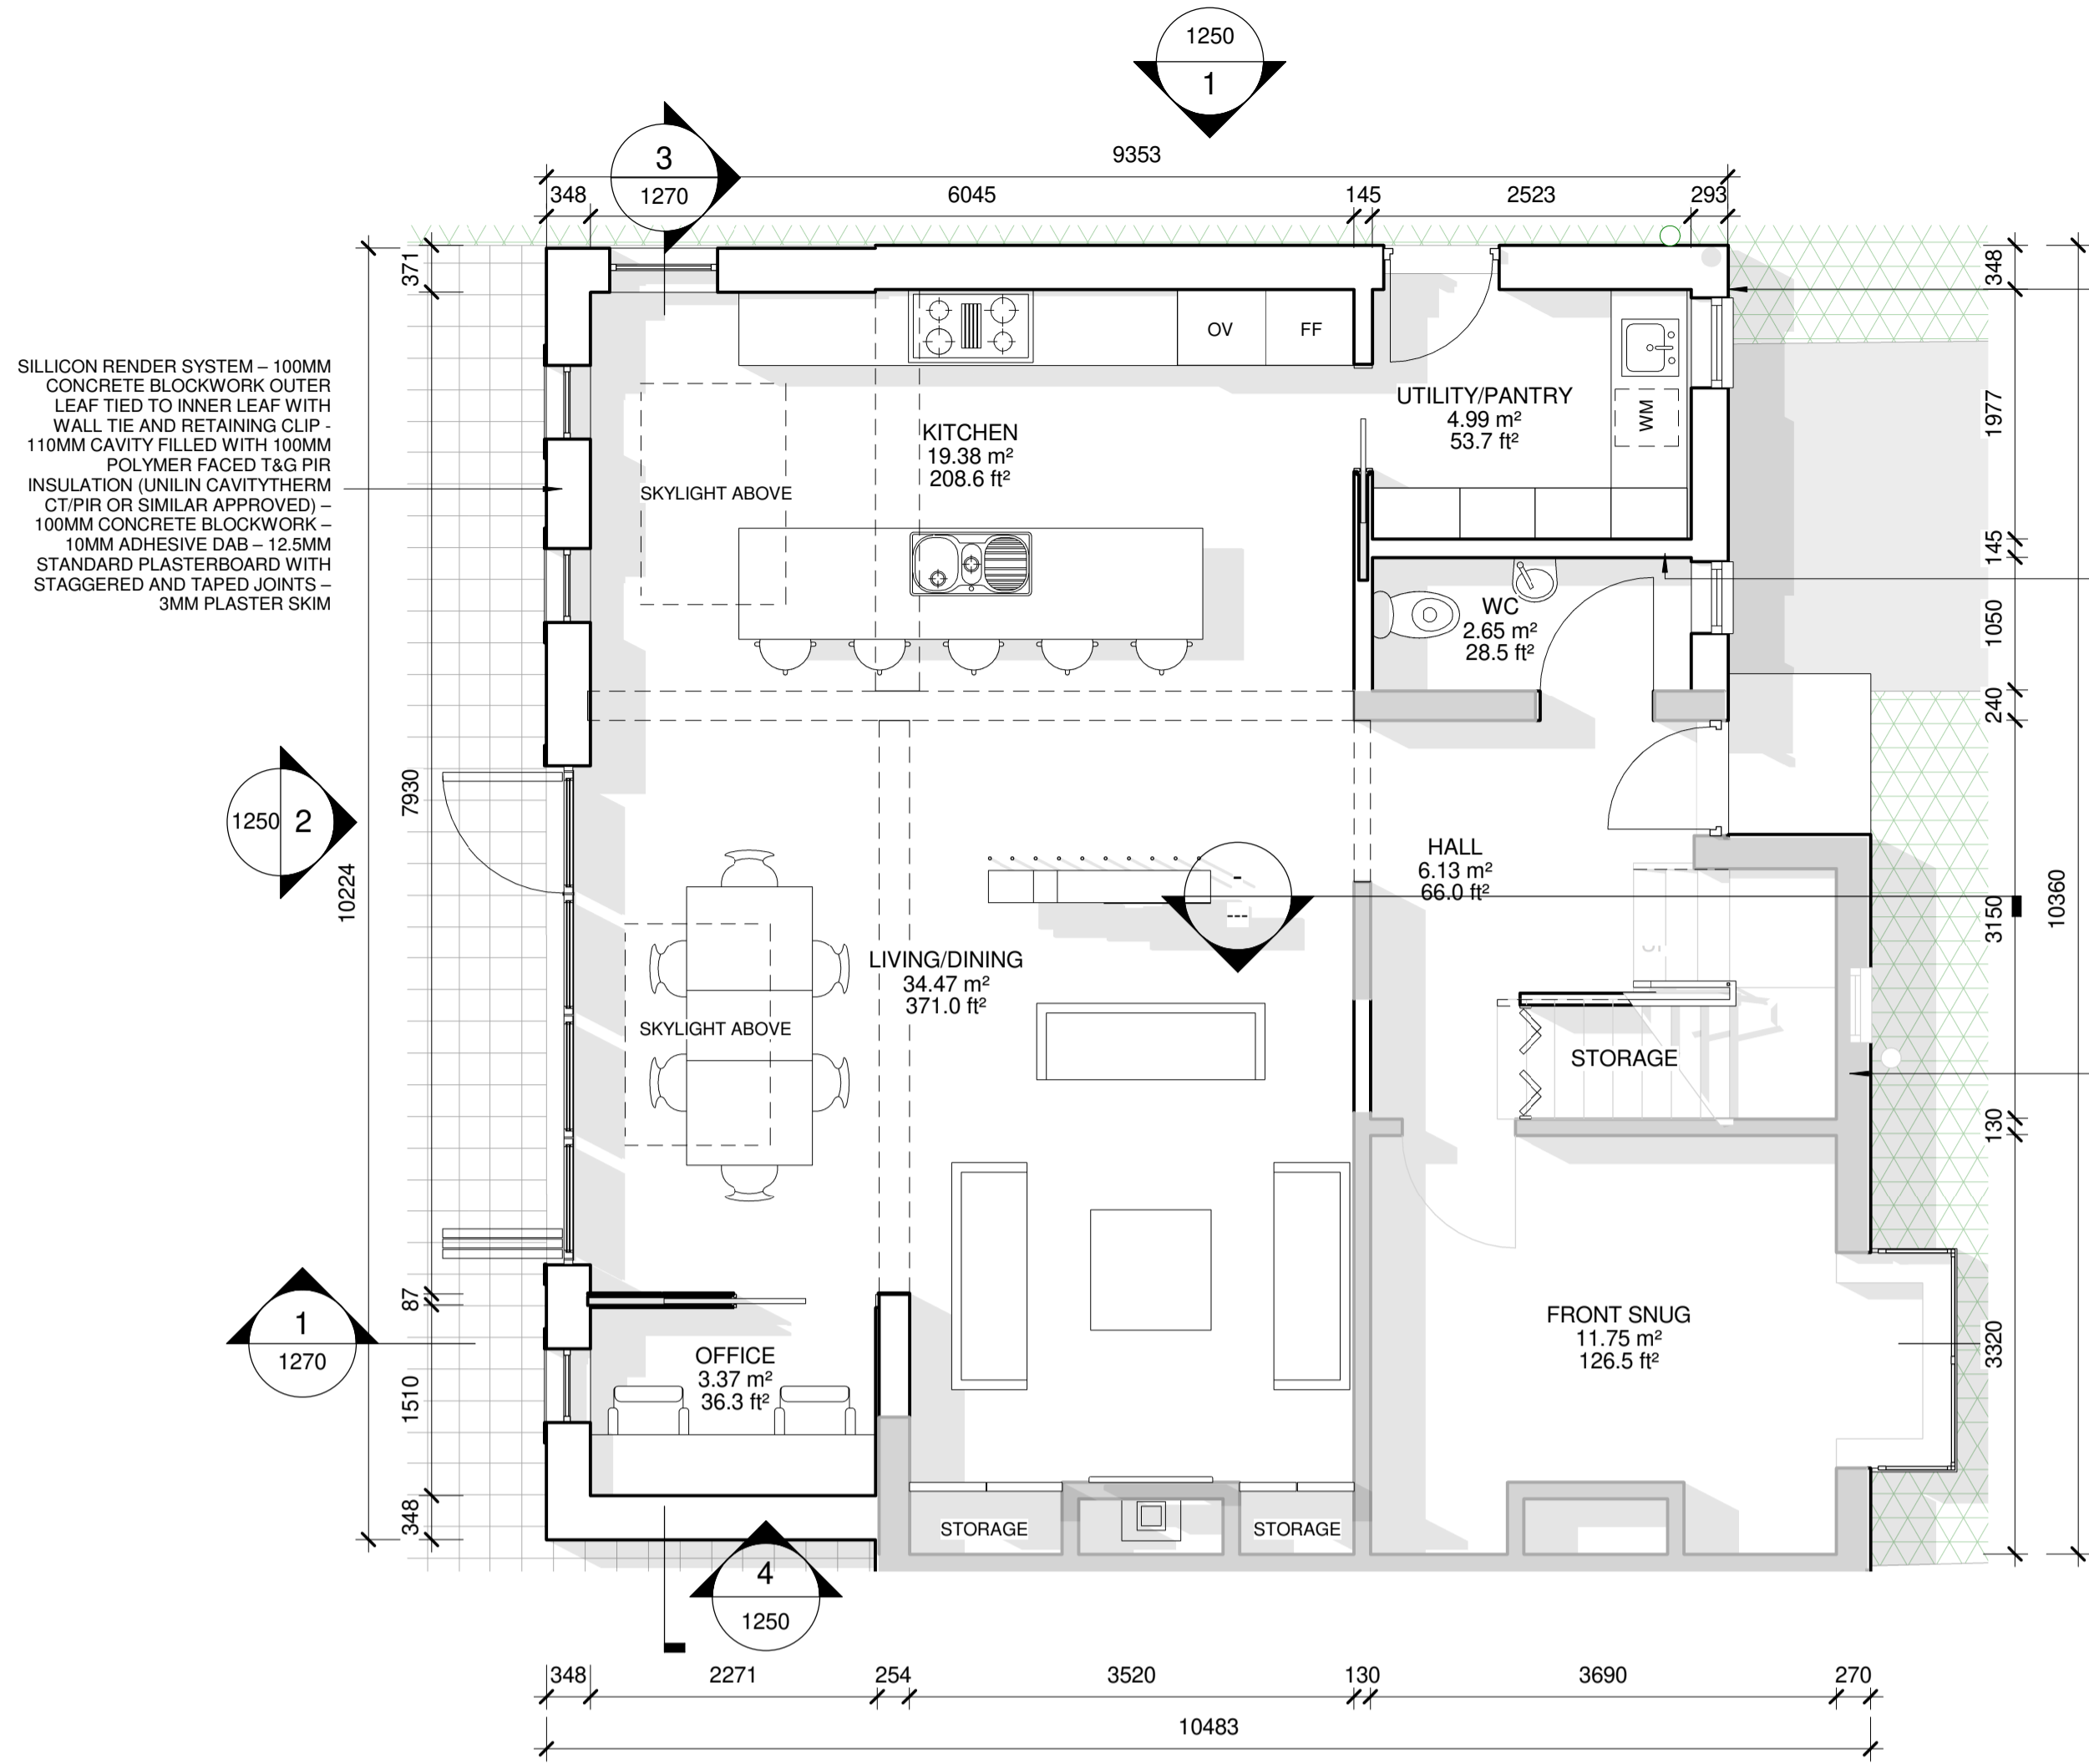 1250
1
9353
3
1270
348
6045
145
2523
293
371
348
OV
FF
SILLICON RENDER SYSTEM – 100MM
CONCRETE BLOCKWORK OUTER
LEAF TIED TO INNER LEAF WITH
WALL TIE AND RETAINING CLIP -
110MM CAVITY FILLED WITH 100MM
POLYMER FACED T&G PIR
INSULATION (UNILIN CAVITYTHERM
CT/PIR OR SIMILAR APPROVED) –
100MM CONCRETE BLOCKWORK –
10MM ADHESIVE DAB – 12.5MM
STANDARD PLASTERBOARD WITH
STAGGERED AND TAPED JOINTS –
3MM PLASTER SKIM
UTILITY/PANTRY
4.99 m²
53.7 ft²
WM
1977
KITCHEN
19.38 m²
208.6 ft²
SKYLIGHT ABOVE
145
WC
2.65 m²
28.5 ft²
1050
240
7930
1250
2
10224
HALL
6.13 m²
66.0 ft²
-
---
3150
10360
LIVING/DINING
34.47 m²
371.0 ft²
SKYLIGHT ABOVE
STORAGE
130
87
1
1270
FRONT SNUG
11.75 m²
126.5 ft²
3320
OFFICE
3.37 m²
36.3 ft²
1510
348
STORAGE
STORAGE
4
1250
348
2271
254
3520
130
3690
270
10483